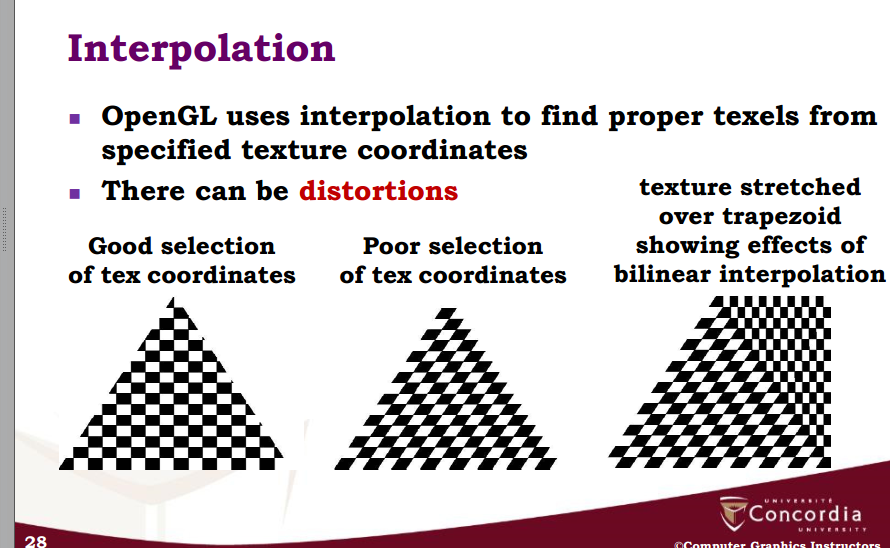 Interpolation
OpenGL uses interpolation to find proper texels from
specified texture coordinates
There can be distortions
Good selection
of tex coordinates
Poor selection
of tex coordinates
texture stretched
over trapezoid
showing effects of
bilinear interpolation
UNIVERSITÉ
Concordia
UNIVERSITY
28
©Computer Graphics Instructors